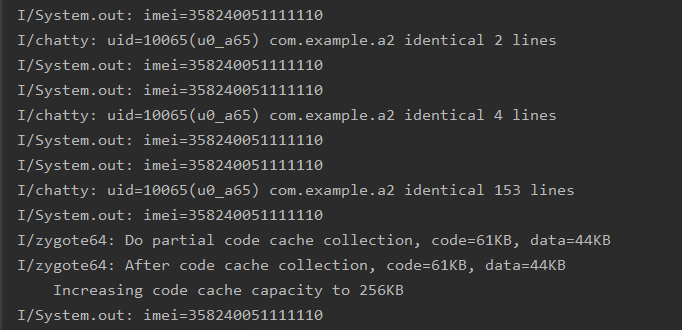 I/System.out: imei=358240051111110
I/chatty: uid=10065(u0_a65) com.example.a2 identical 2 lines
I/System.out: imei=358240051111110
I/System.out: imei=358240051111110
I/chatty: uid=10065(u0_a65) com.example.a2 identical 4 lines
I/System.out: imei=358240051111110
I/System.out: imei=358240051111110
I/chatty: uid=10065(u0_a65) com.example.a2 identical 153 lines
I/System.out: imei=358240051111110
I/zygote64: Do partial code cache collection, code=61KB, data=44KB
I/zygote64: After code cache collection, code=61KB, data=44KB
    Increasing code cache capacity to 256KB
I/System.out: imei=358240051111110